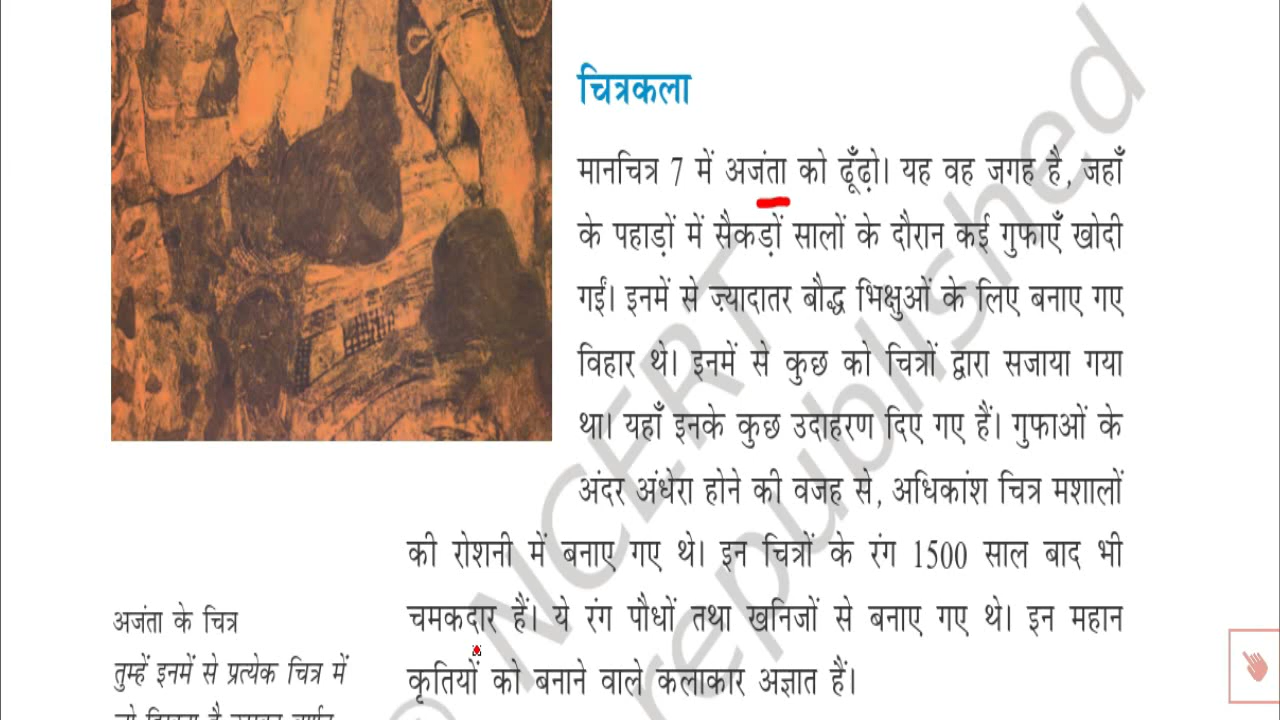 चित्रकला
मानचित्र 7 में अजंता को ढूँढ़ो। यह वह जगह है, जहाँ
के पहाड़ों में सैकड़ों सालों के दौरान कई गुफाएँ खोदी
गईं। इनमें से ज़्यादातर बौद्ध भिक्षुओं के लिए बनाए गए
विहार थे। इनमें से कुछ को चित्रों द्वारा सजाया गया
था। यहाँ इनके कुछ उदाहरण दिए गए हैं। गुफाओं के
अंदर अंधेरा होने की वजह से, अधिकांश चित्र मशालों
की रोशनी में बनाए गए थे। इन चित्रों के रंग 1500 साल बाद भी
चमकदार हैं। ये रंग पौधों तथा खनिजों से बनाए गए थे। इन महान
कृतियों को बनाने वाले कलाकार अज्ञात हैं।
अजंता के चित्र
तुम्हें इनमें से प्रत्येक चित्र में
© NCERT
republished